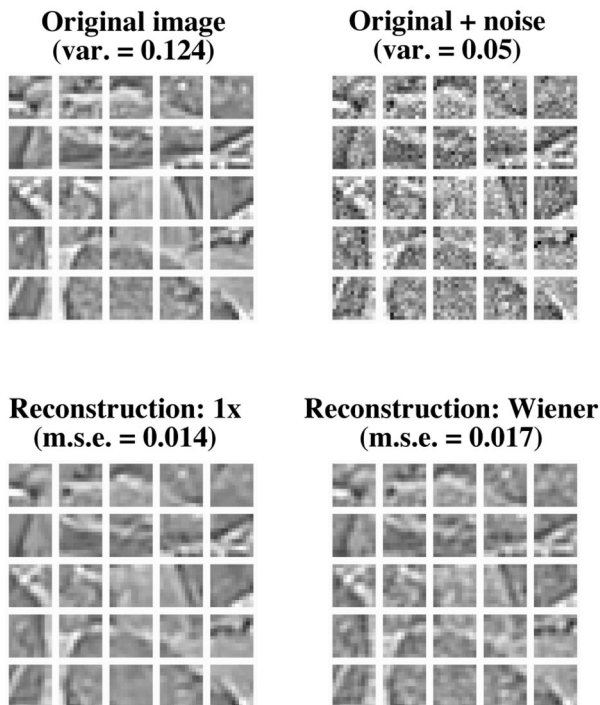 Original image
(var. = 0.124)
Original + noise
(var. = 0.05)
Reconstruction: 1x
(m.s.e. = 0.014)
Reconstruction: Wiener
(m.s.e. = 0.017)